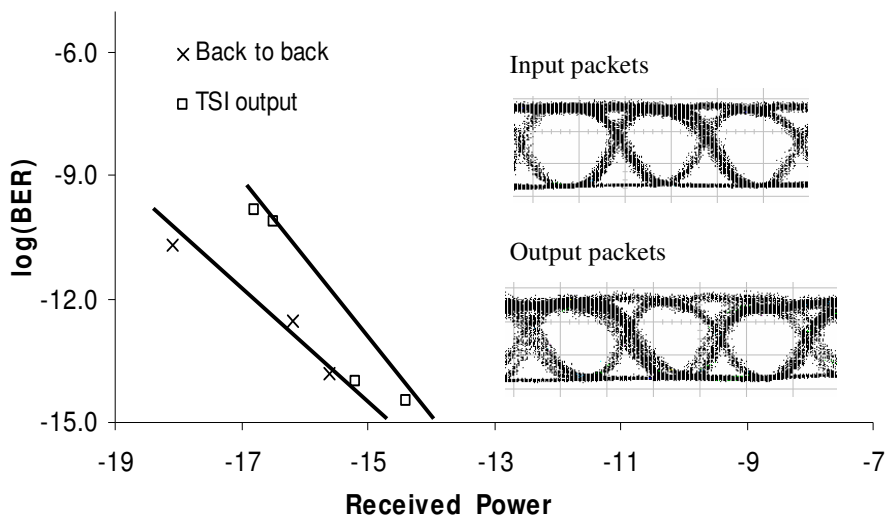 -6.0
-9.0
-12.0
-15.0
log(BER)
× Back to back
□ TSI output
Input packets
Output packets
-19 -17 -15 -13 -11 -9 -7
Received Power